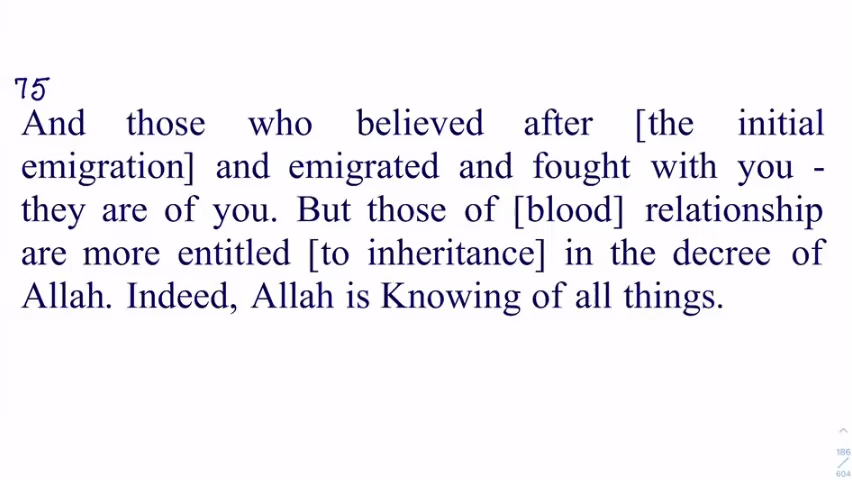 75
And those who believed after [the initial
emigration] and emigrated and fought with you -
they are of you. But those of [blood] relationship
are more entitled [to inheritance] in the decree of
Allah. Indeed, Allah is Knowing of all things.
186
/
604